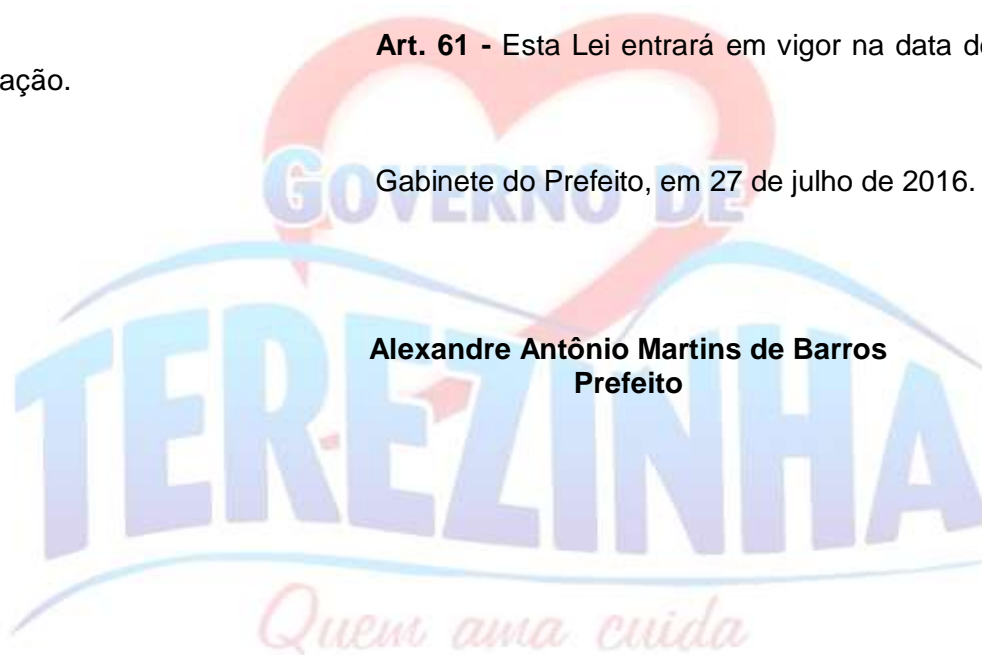 Art. 61 - Esta Lei entrará em vigor na data de
ação.
GOVERNO DE
Gabinete do Prefeito, em 27 de julho de 2016.
TEREZINHA
Alexandre Antônio Martins de Barros
Prefeito
Quem ama cuida